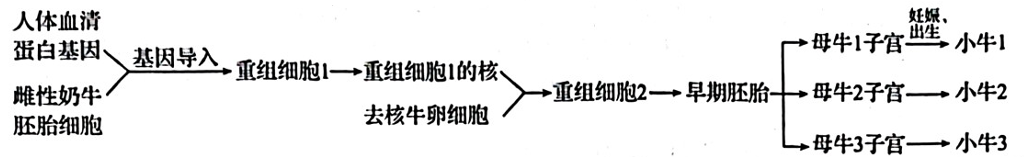 人体血清
蛋白基因
雌性奶牛
胚胎细胞
基因导入
重组细胞1
重组细胞1的核
去核牛卵细胞
重组细胞2
早期胚胎
母牛1子宫
妊娠、
出生
小牛1
母牛2子宫
小牛2
母牛3子宫
小牛3